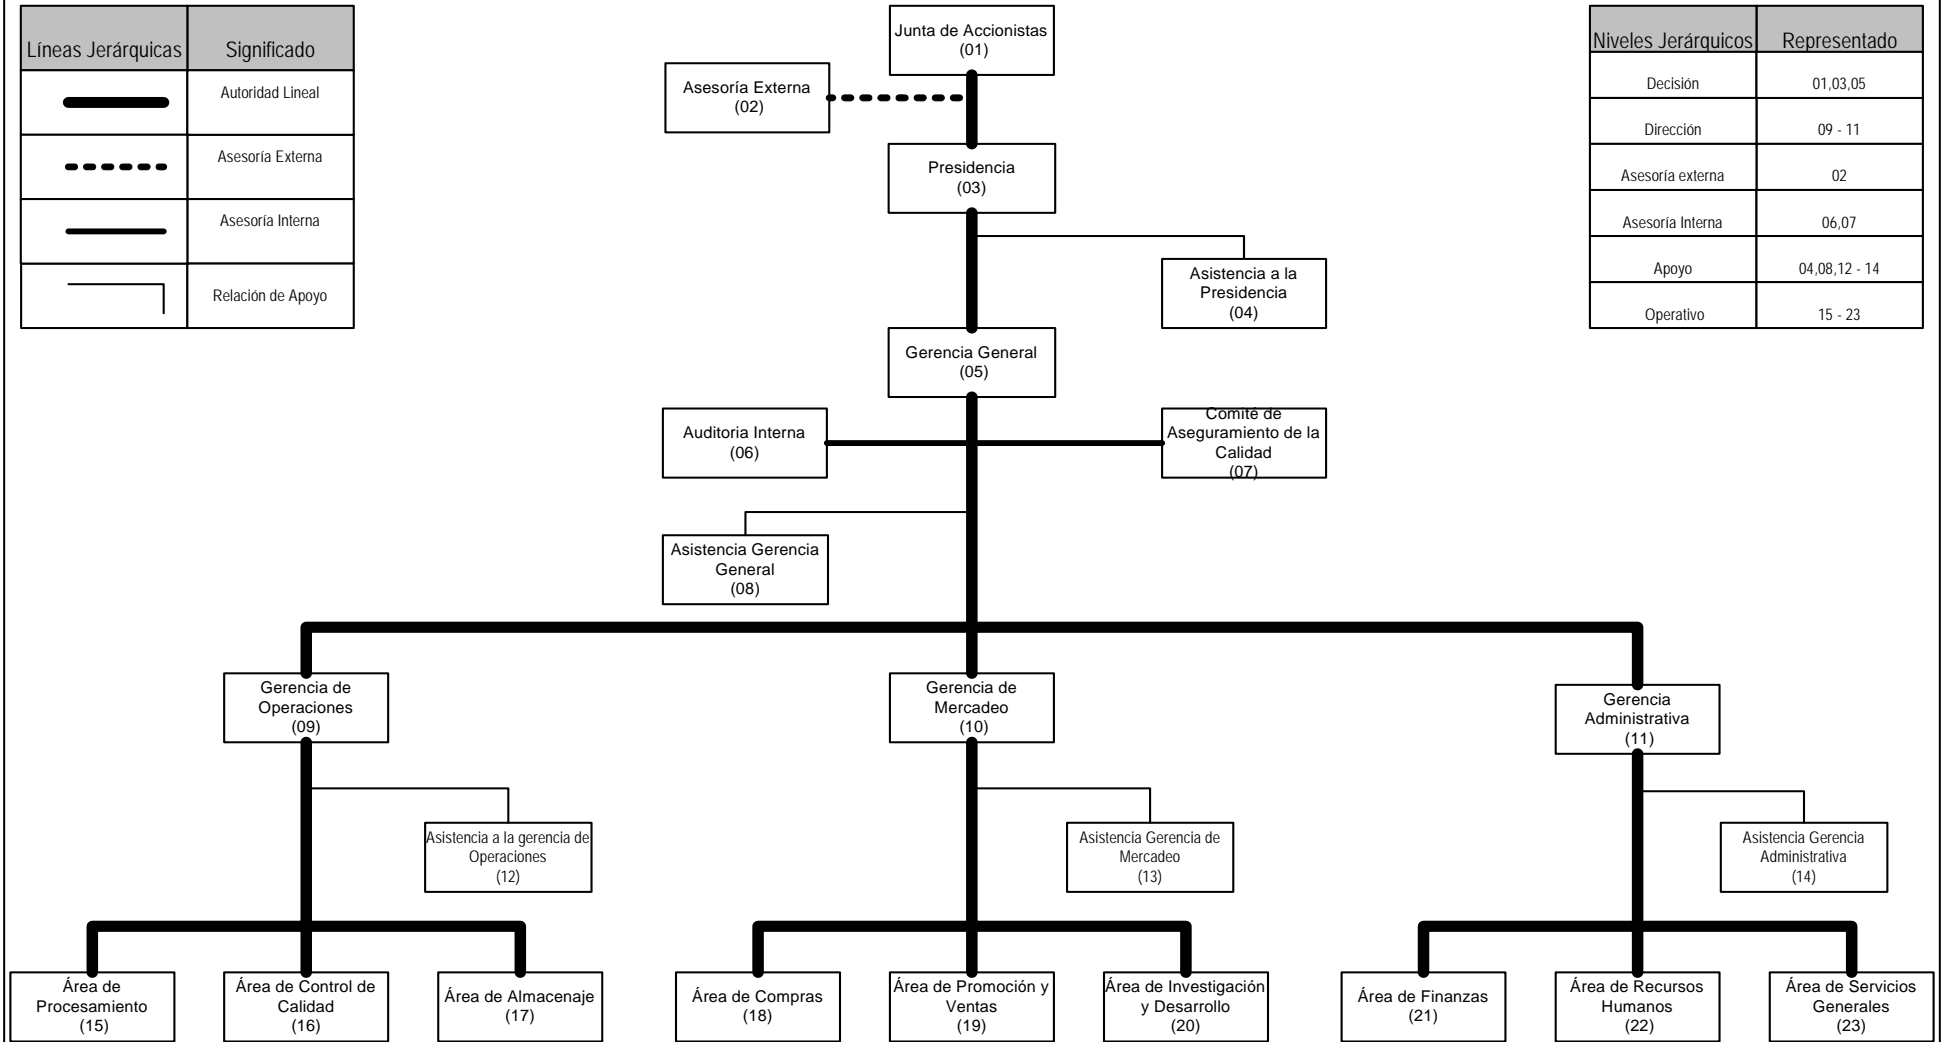 Líneas Jerárquicas Significado
Autoridad Lineal
Asesoría Externa
Asesoría Interna
Relación de Apoyo
Junta de Accionistas
(01)
Asesoría Externa
(02)
Presidencia
(03)
Asistencia a la
Presidencia
(04)
Gerencia General
(05)
Auditoria Interna
(06)
Comité de
Aseguramiento de la
Calidad
(07)
Asistencia Gerencia
General
(08)
Niveles Jerárquicos Representado
Decisión 01,03,05
Dirección 09 - 11
Asesoría externa 02
Asesoría Interna 06,07
Apoyo 04,08,12 - 14
Operativo 15 - 23
Gerencia de
Operaciones
(09)
Gerencia de
Mercadeo
(10)
Gerencia
Administrativa
(11)
Asistencia a la gerencia de
Operaciones
(12)
Asistencia Gerencia de
Mercadeo
(13)
Asistencia Gerencia
Administrativa
(14)
Área de
Procesamiento
(15)
Área de Control de
Calidad
(16)
Área de Almacenaje
(17)
Área de Compras
(18)
Área de Promoción y
Ventas
(19)
Área de Investigación
y Desarrollo
(20)
Área de Finanzas
(21)
Área de Recursos
Humanos
(22)
Área de Servicios
Generales
(23)